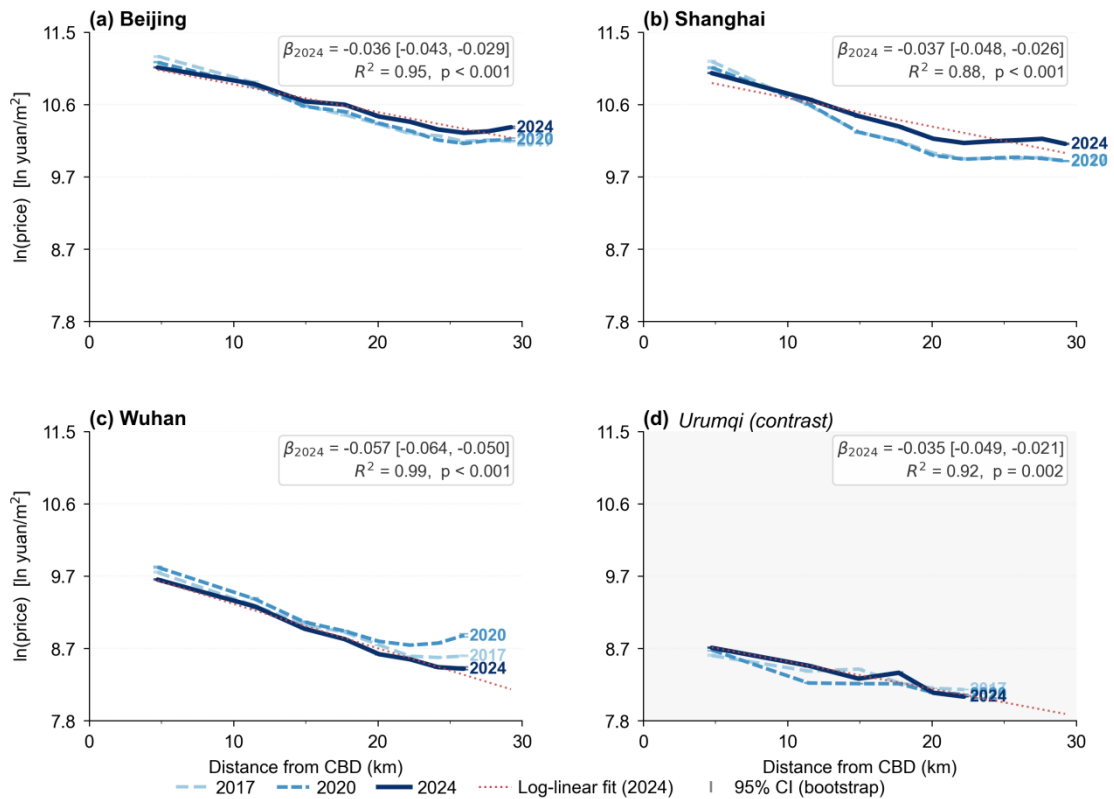 (a) Beijing
β2024 = -0.036 [-0.043, -0.029]
R² = 0.95, p < 0.001
ln(price) [ln yuan/m²]
11.5
10.6
9.7
8.7
7.8
0
10
20
30
2024
2020
(b) Shanghai
β2024 = -0.037 [-0.048, -0.026]
R² = 0.88, p < 0.001
11.5
10.6
9.7
8.7
7.8
0
10
20
30
2024
2020
(c) Wuhan
β2024 = -0.057 [-0.064, -0.050]
R² = 0.99, p < 0.001
ln(price) [ln yuan/m²]
11.5
10.6
9.7
8.7
7.8
0
10
20
30
2020
2017
2024
Distance from CBD (km)
(d) Urumqi (contrast)
β2024 = -0.035 [-0.049, -0.021]
R² = 0.92, p = 0.002
11.5
10.6
9.7
8.7
7.8
0
10
20
30
2017
2024
Distance from CBD (km)
2017 2020 2024 Log-linear fit (2024) 95% CI (bootstrap)